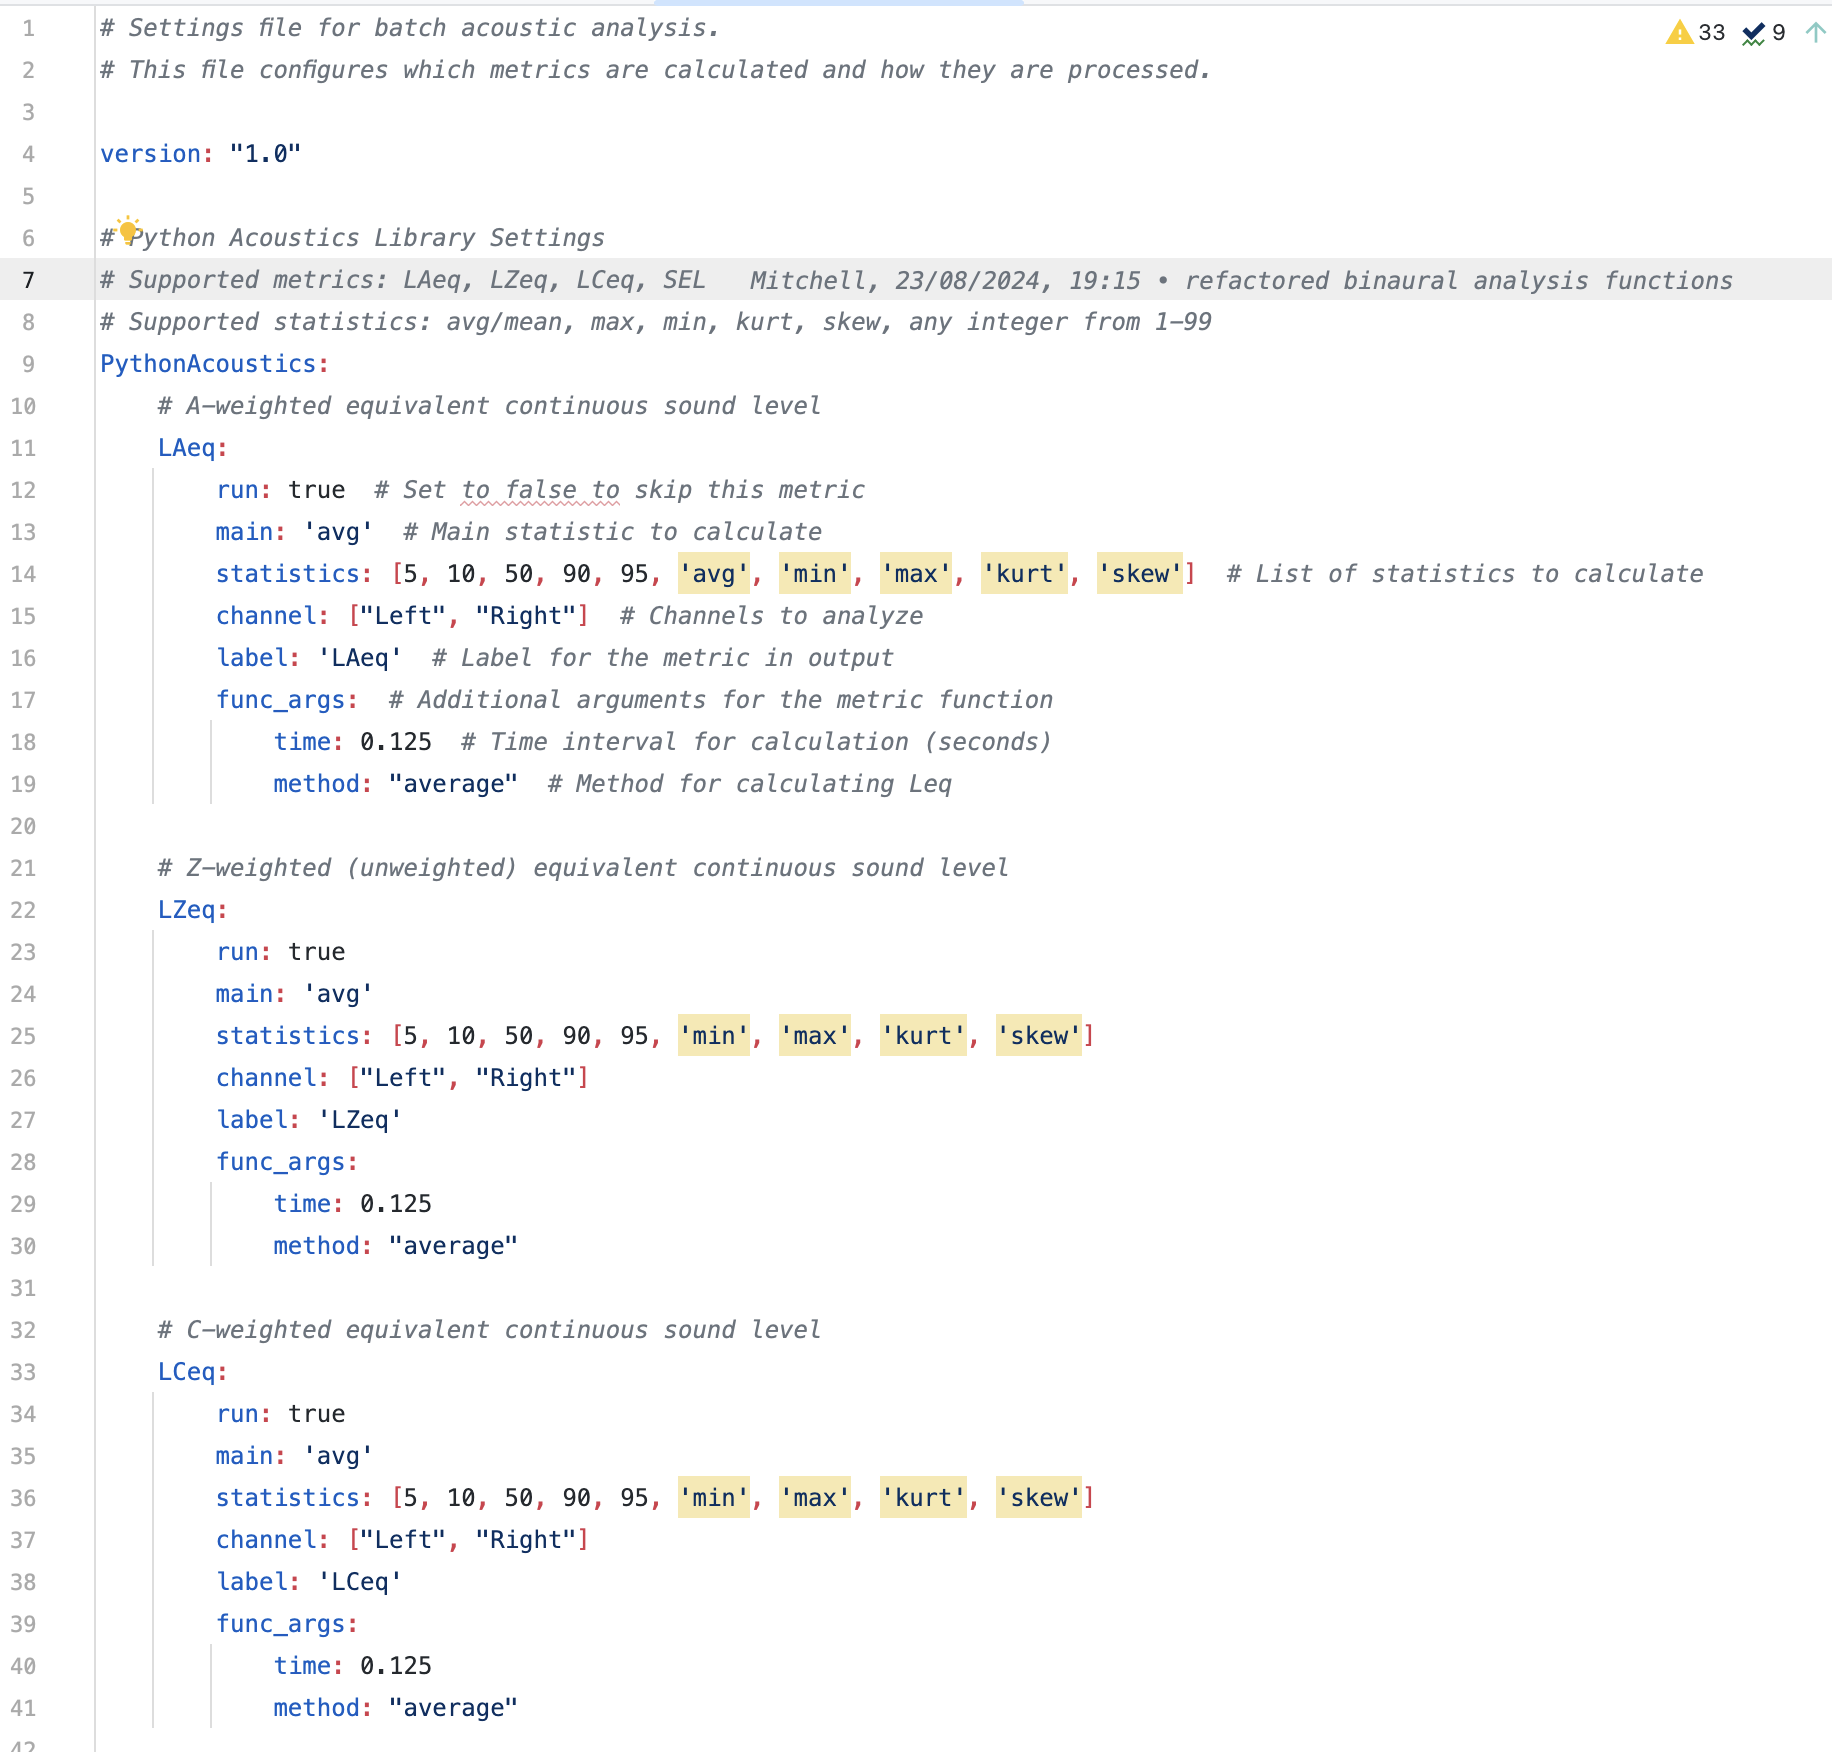 1 # Settings file for batch acoustic analysis. 33 9
2 # This file configures which metrics are calculated and how they are processed.
3
4 version: "1.0"
5
6 # Python Acoustics Library Settings
7 # Supported metrics: LAeq, LZeq, LCeq, SEL Mitchell, 23/08/2024, 19:15 • refactored binaural analysis functions
8 # Supported statistics: avg/mean, max, min, kurt, skew, any integer from 1-99
9 PythonAcoustics:
10 # A-weighted equivalent continuous sound level
11 LAeq:
12 run: true # Set to false to skip this metric
13 main: 'avg' # Main statistic to calculate
14 statistics: [5, 10, 50, 90, 95, 'avg', 'min', 'max', 'kurt', 'skew'] # List of statistics to calculate
15 channel: ["Left", "Right"] # Channels to analyze
16 label: 'LAeq' # Label for the metric in output
17 func_args: # Additional arguments for the metric function
18 time: 0.125 # Time interval for calculation (seconds)
19 method: "average" # Method for calculating Leq
20
21 # Z-weighted (unweighted) equivalent continuous sound level
22 LZeq:
23 run: true
24 main: 'avg'
25 statistics: [5, 10, 50, 90, 95, 'min', 'max', 'kurt', 'skew']
26 channel: ["Left", "Right"]
27 label: 'LZeq'
28 func_args:
29 time: 0.125
30 method: "average"
31
32 # C-weighted equivalent continuous sound level
33 LCeq:
34 run: true
35 main: 'avg'
36 statistics: [5, 10, 50, 90, 95, 'min', 'max', 'kurt', 'skew']
37 channel: ["Left", "Right"]
38 label: 'LCeq'
39 func_args:
40 time: 0.125
41 method: "average"
42